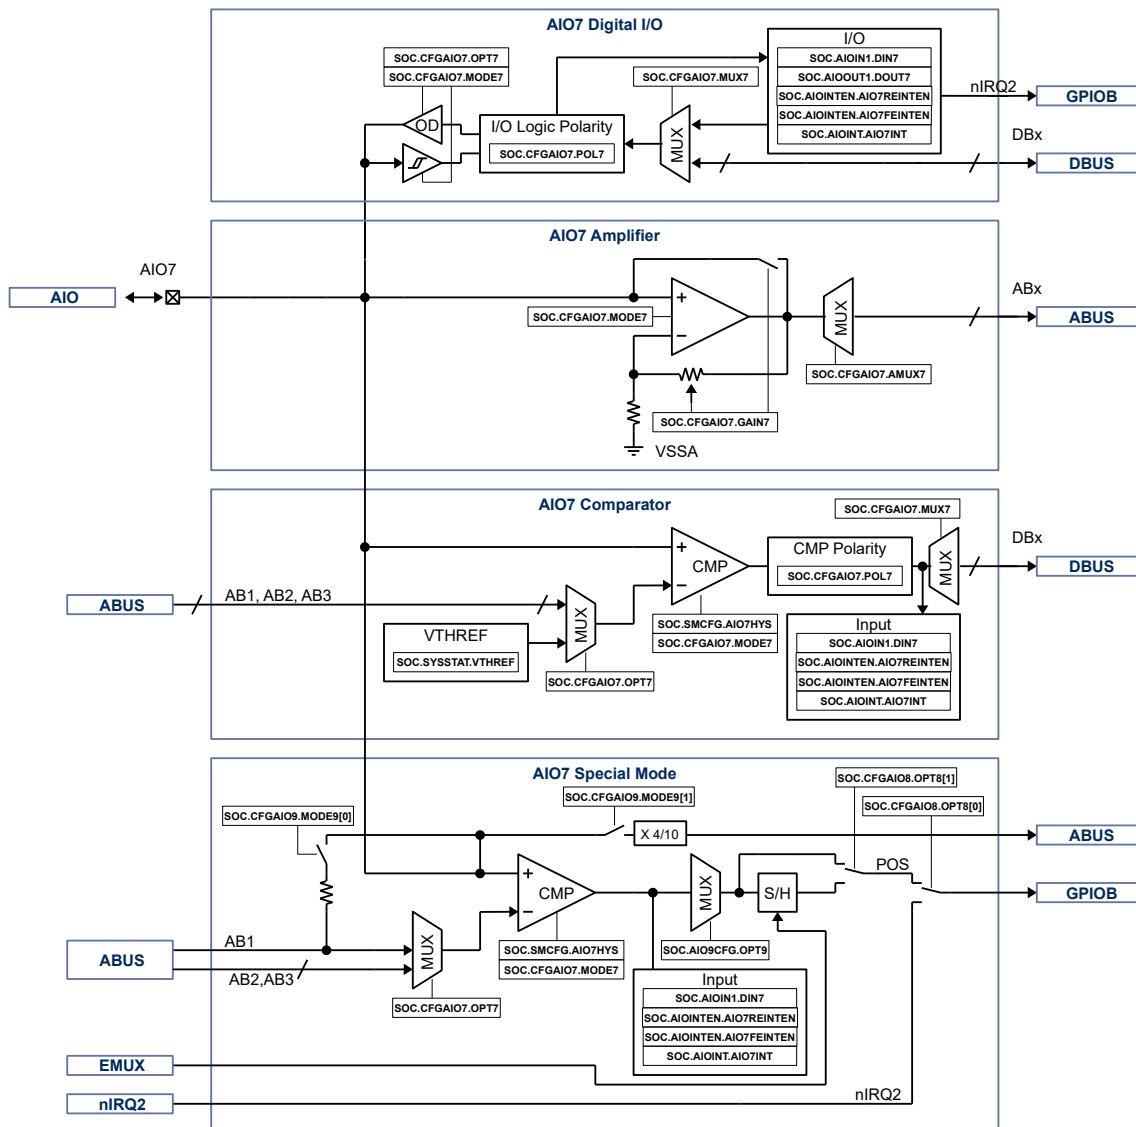 AIO7 Digital I/O
SOC.CFGAIO7.OPT7
SOC.CFGAIO7.MODE7
OD
I/O Logic Polarity
SOC.CFGAIO7.POL7
SOC.CFGAIO7.MUX7
MUX
I/O
SOC.AIOIN1.DIN7
SOC.AIOOUT1.DOUT7
SOC.AIOINTEN.AIO7REINTEN
SOC.AIOINTEN.AIO7FEINTEN
SOC.AIOINT.AIO7INT
nIRQ2
GPIOB
DBx
DBUS
AIO7 Amplifier
AIO
AIO7
SOC.CFGAIO7.MODE7
+
−
MUX
SOC.CFGAIO7.AMUX7
SOC.CFGAIO7.GAIN7
VSSA
ABx
ABUS
AIO7 Comparator
ABUS
AB1, AB2, AB3
VTHREF
SOC.SYSSTAT.VTHREF
MUX
SOC.CFGAIO7.OPT7
+
CMP
−
SOC.SMCFG.AIO7HYS
SOC.CFGAIO7.MODE7
CMP Polarity
SOC.CFGAIO7.POL7
SOC.CFGAIO7.MUX7
MUX
DBx
DBUS
Input
SOC.AIOIN1.DIN7
SOC.AIOINTEN.AIO7REINTEN
SOC.AIOINTEN.AIO7FEINTEN
SOC.AIOINT.AIO7INT
AIO7 Special Mode
SOC.CFGAIO9.MODE9[0]
SOC.CFGAIO9.MODE9[1]
SOC.CFGAIO8.OPT8[1]
SOC.CFGAIO8.OPT8[0]
X 4/10
ABUS
+
CMP
−
SOC.SMCFG.AIO7HYS
SOC.CFGAIO7.MODE7
MUX
SOC.AIO9CFG.OPT9
S/H
POS
GPIOB
ABUS
AB1
AB2,AB3
MUX
SOC.CFGAIO7.OPT7
Input
SOC.AIOIN1.DIN7
SOC.AIOINTEN.AIO7REINTEN
SOC.AIOINTEN.AIO7FEINTEN
SOC.AIOINT.AIO7INT
EMUX
nIRQ2
nIRQ2